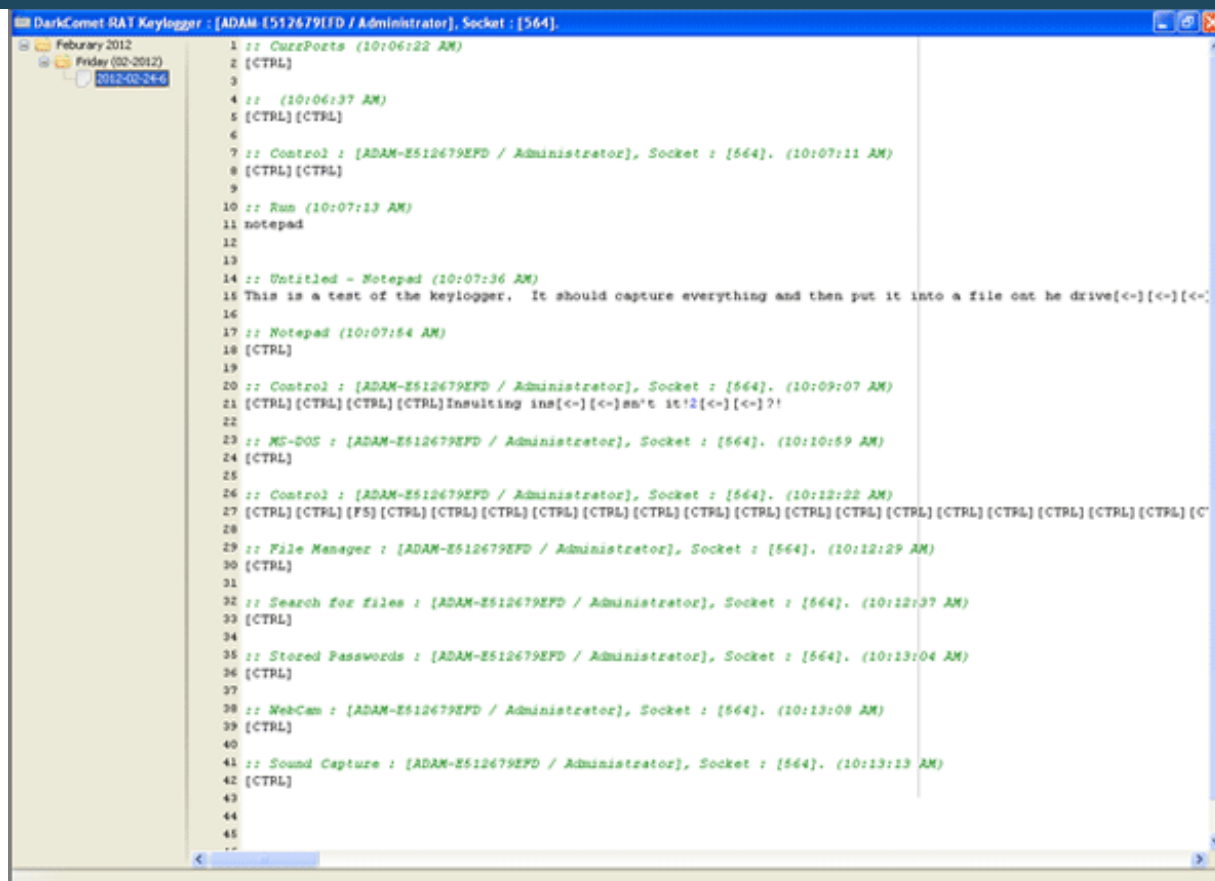 DarkComet-RAT Keylogger : [ADAM-E512679EFD / Administrator], Socket : [564].
Feburary 2012
Friday (02-2012)
2012-02-24-6
1 :: CurrPorts (10:06:22 AM)
2 [CTRL]
3
4 ::  (10:06:37 AM)
5 [CTRL][CTRL]
6
7 :: Control : [ADAM-E512679EFD / Administrator], Socket : [564]. (10:07:11 AM)
8 [CTRL][CTRL]
9
10 :: Run (10:07:13 AM)
11 notepad
12
13
14 :: Untitled - Notepad (10:07:36 AM)
15 This is a test of the keylogger.  It should capture everything and then put it into a file ont he drive[<-][<-][<-]
16
17 :: Notepad (10:07:54 AM)
18 [CTRL]
19
20 :: Control : [ADAM-E512679EFD / Administrator], Socket : [564]. (10:09:07 AM)
21 [CTRL][CTRL][CTRL][CTRL]Insulting ins[<-][<-]sn't it!2[<-][<-]?!
22
23 :: MS-DOS : [ADAM-E512679EFD / Administrator], Socket : [564]. (10:10:59 AM)
24 [CTRL]
25
26 :: Control : [ADAM-E512679EFD / Administrator], Socket : [564]. (10:12:22 AM)
27 [CTRL][CTRL][F5][CTRL][CTRL][CTRL][CTRL][CTRL][CTRL][CTRL][CTRL][CTRL][CTRL][CTRL][CTRL][CTRL][CTRL][CTRL][CT
28
29 :: File Manager : [ADAM-E512679EFD / Administrator], Socket : [564]. (10:12:29 AM)
30 [CTRL]
31
32 :: Search for files : [ADAM-E512679EFD / Administrator], Socket : [564]. (10:12:37 AM)
33 [CTRL]
34
35 :: Stored Passwords : [ADAM-E512679EFD / Administrator], Socket : [564]. (10:13:04 AM)
36 [CTRL]
37
38 :: WebCam : [ADAM-E512679EFD / Administrator], Socket : [564]. (10:13:08 AM)
39 [CTRL]
40
41 :: Sound Capture : [ADAM-E512679EFD / Administrator], Socket : [564]. (10:13:13 AM)
42 [CTRL]
43
44
45